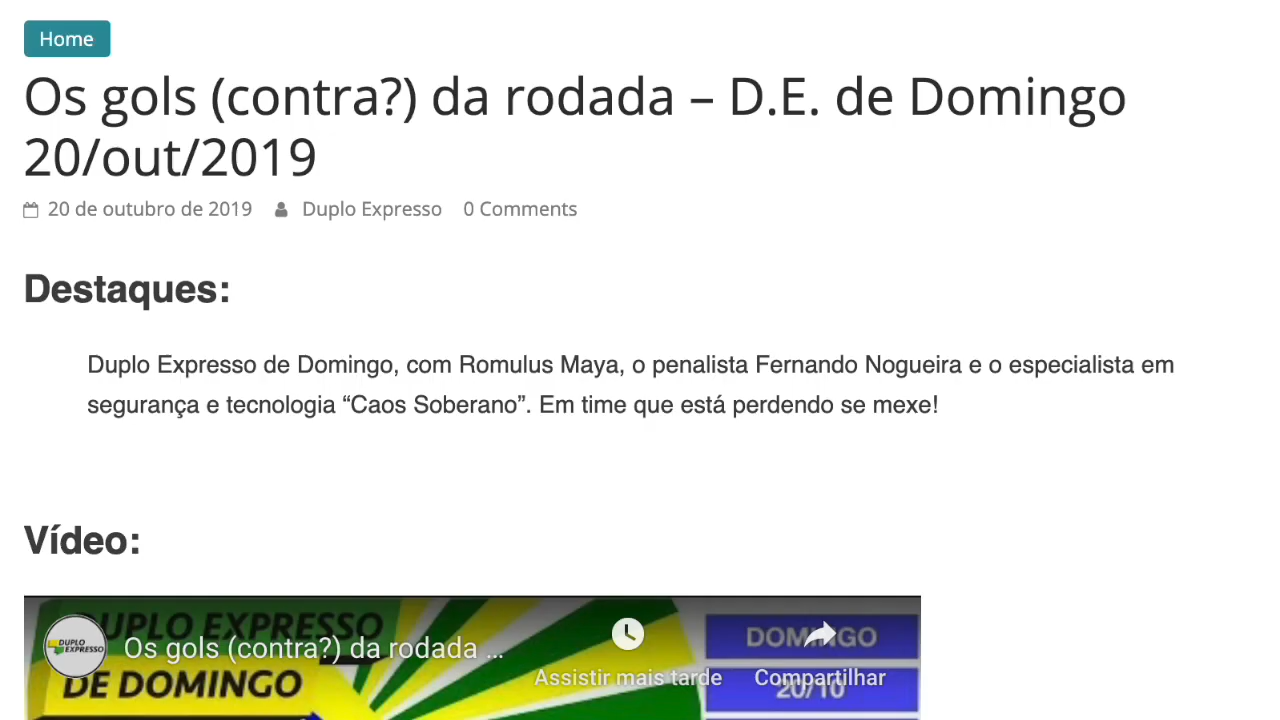 Home
Os gols (contra?) da rodada – D.E. de Domingo
20/out/2019
20 de outubro de 2019 Duplo Expresso 0 Comments
Destaques:
Duplo Expresso de Domingo, com Romulus Maya, o penalista Fernando Nogueira e o especialista em
segurança e tecnologia “Caos Soberano”. Em time que está perdendo se mexe!
Vídeo:
DUPLO EXPRESSO
DE DOMINGO
DUPLO
EXPRESSO
Os gols (contra?) da rodada ...
Assistir mais tarde
Compartilhar
DOMINGO
20/10